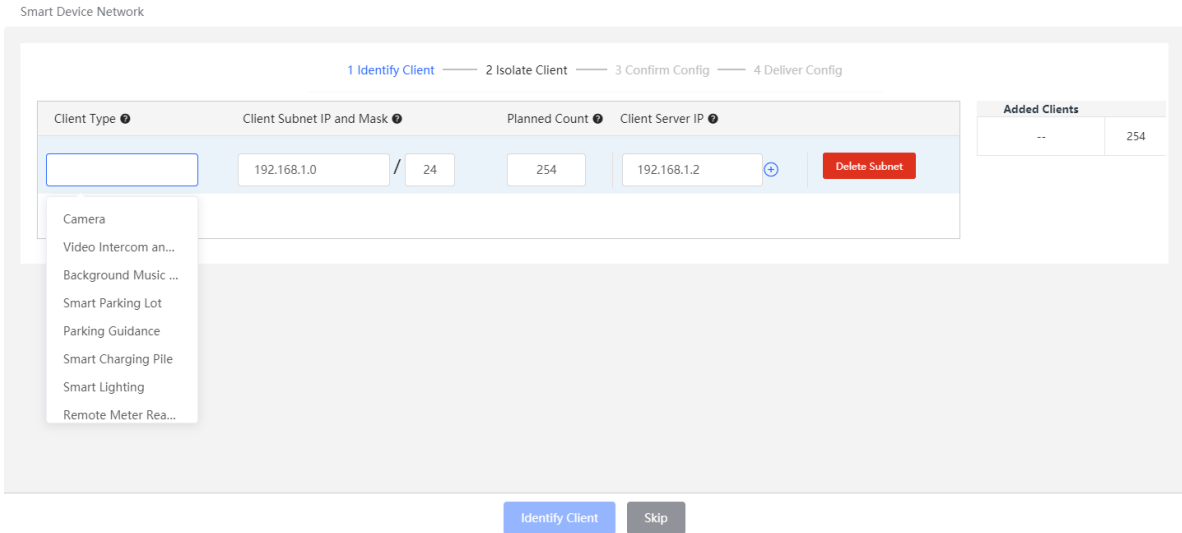 Smart Device Network
1 Identify Client 2 Isolate Client 3 Confirm Config 4 Deliver Config
Client Type Client Subnet IP and Mask Planned Count Client Server IP
192.168.1.0 / 24 254 192.168.1.2 Delete Subnet
Added Clients
-- 254
Camera
Video Intercom an...
Background Music ...
Smart Parking Lot
Parking Guidance
Smart Charging Pile
Smart Lighting
Remote Meter Rea...
Identify Client Skip